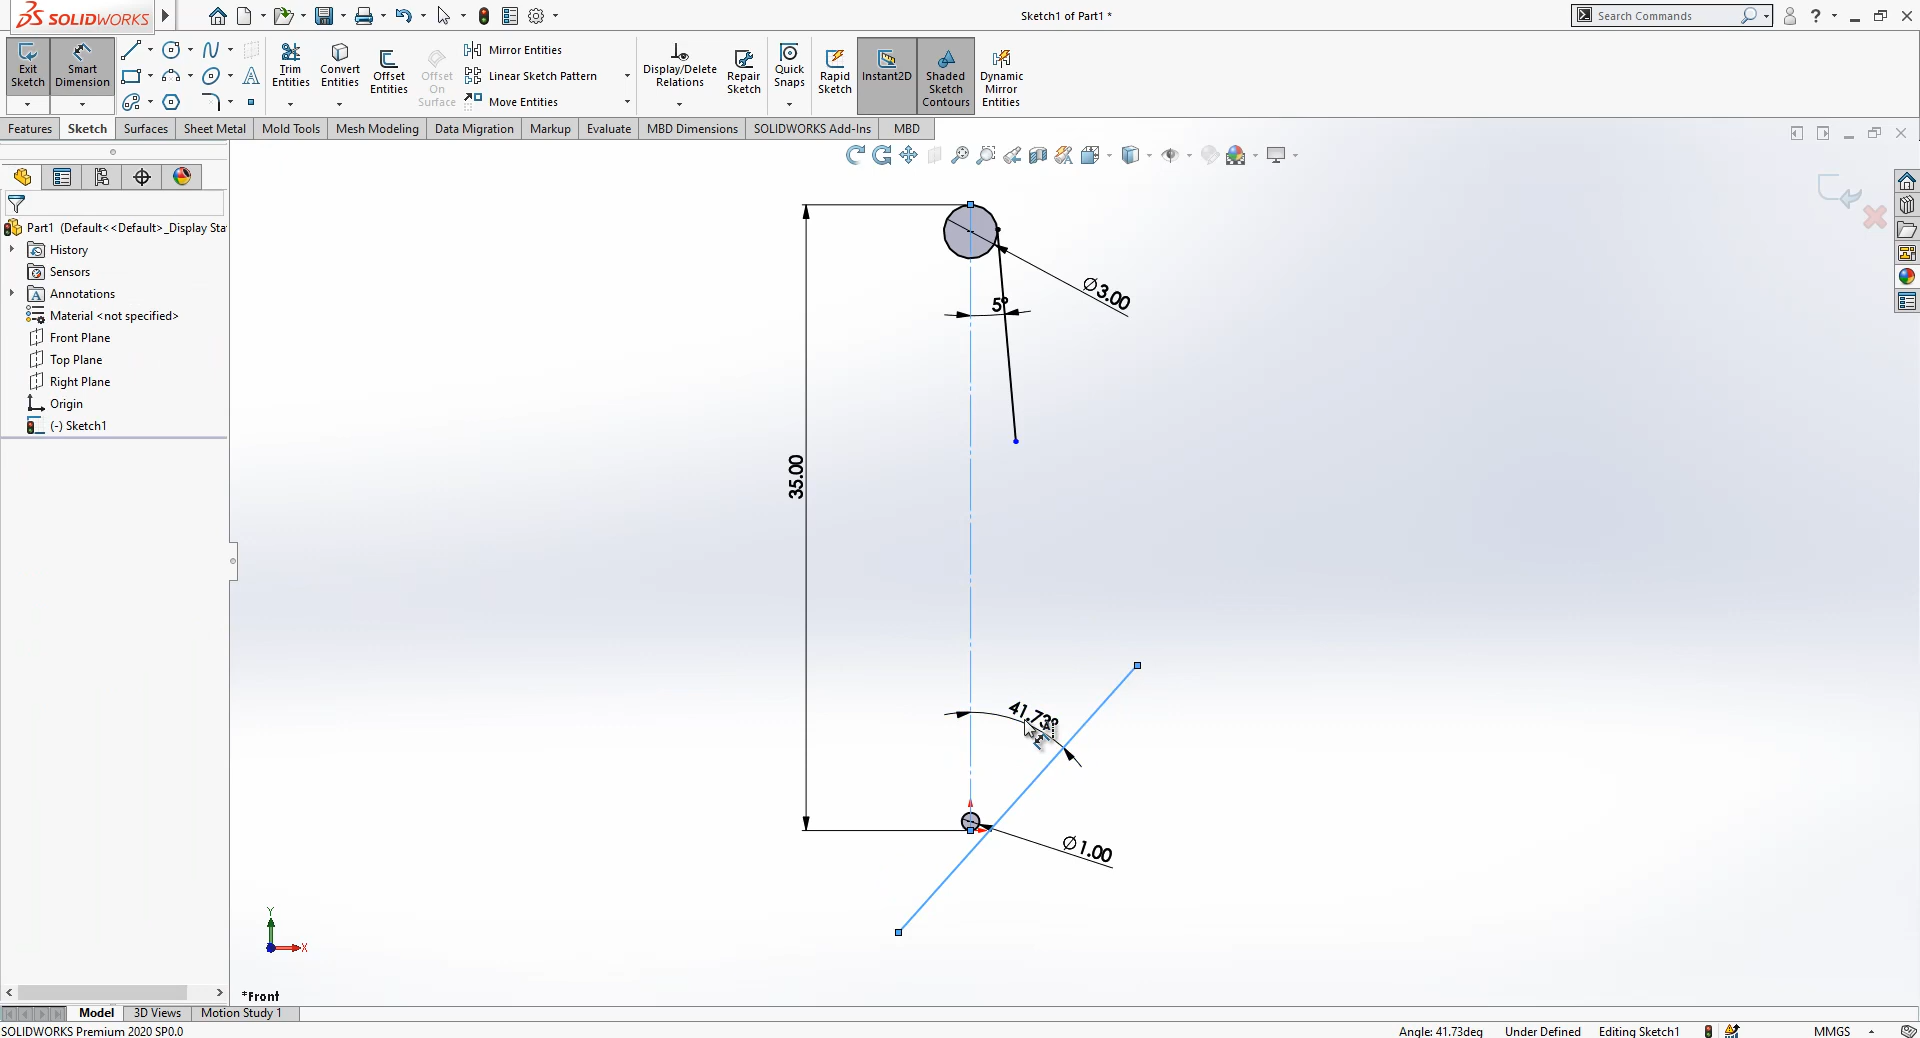 SOLIDWORKS
Sketch1 of Part1 *
Search Commands
?
Exit Sketch
Smart Dimension
Trim Entities
Convert Entities
Offset Entities
Offset On Surface
Mirror Entities
Linear Sketch Pattern
Move Entities
Display/Delete Relations
Repair Sketch
Quick Snaps
Rapid Sketch
Instant2D
Shaded Sketch Contours
Dynamic Mirror Entities
Features
Sketch
Surfaces
Sheet Metal
Mold Tools
Mesh Modeling
Data Migration
Markup
Evaluate
MBD Dimensions
SOLIDWORKS Add-Ins
MBD
Part1 (Default<<Default>_Display Sta
History
Sensors
Annotations
Material <not specified>
Front Plane
Top Plane
Right Plane
Origin
(-) Sketch1
∅3.00
5°
35.00
41.73°
∅1.00
Y
X
*Front
Model
3D Views
Motion Study 1
SOLIDWORKS Premium 2020 SP0.0
Angle: 41.73deg
Under Defined
Editing Sketch1
MMGS